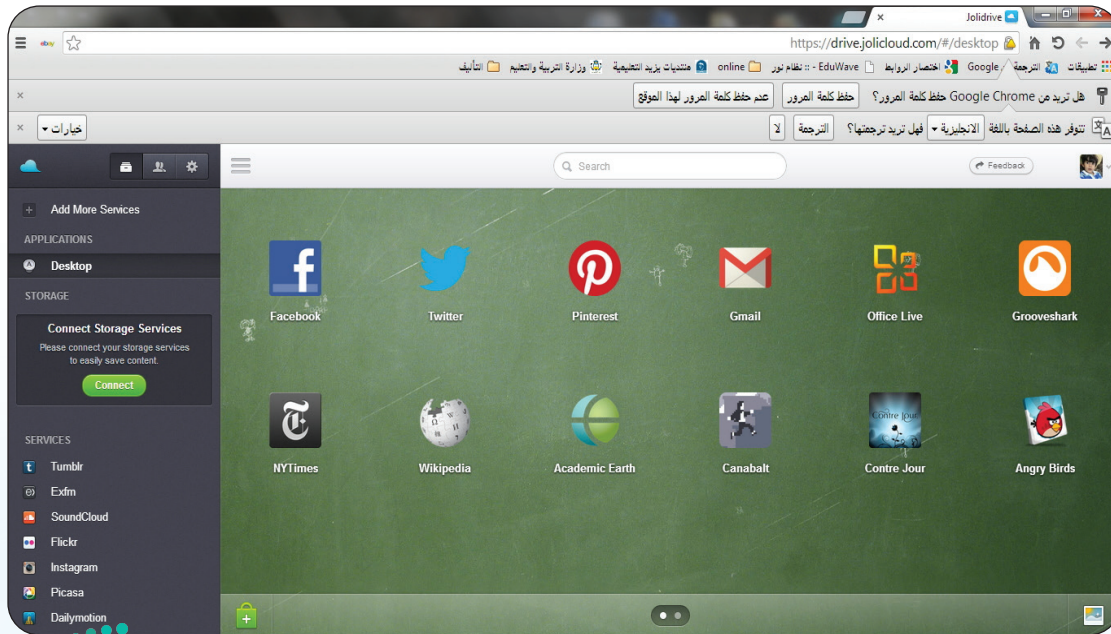 Jolidrive
https://drive.jolicloud.com/#/desktop
ebay
تطبيقات الترجمة Google اختصار الروابط EduWave - :: نظام نور online منتديات يزيد التعليمية وزارة التربية والتعليم التأليف
هل تريد من Google Chrome حفظ كلمة المرور؟ حفظ كلمة المرور عدم حفظ كلمة المرور لهذا الموقع
تتوفر هذه الصفحة باللغة الانجليزية فهل تريد ترجمتها؟ الترجمة لا خيارات
Search
Feedback
Add More Services
APPLICATIONS
Desktop
STORAGE
Connect Storage Services
Please connect your storage services
to easily save content.
Connect
SERVICES
Tumblr
Exfm
SoundCloud
Flickr
Instagram
Picasa
Dailymotion
Facebook Twitter Pinterest Gmail Office Live Grooveshark
NYTimes Wikipedia Academic Earth Canabalt Contre Jour Angry Birds